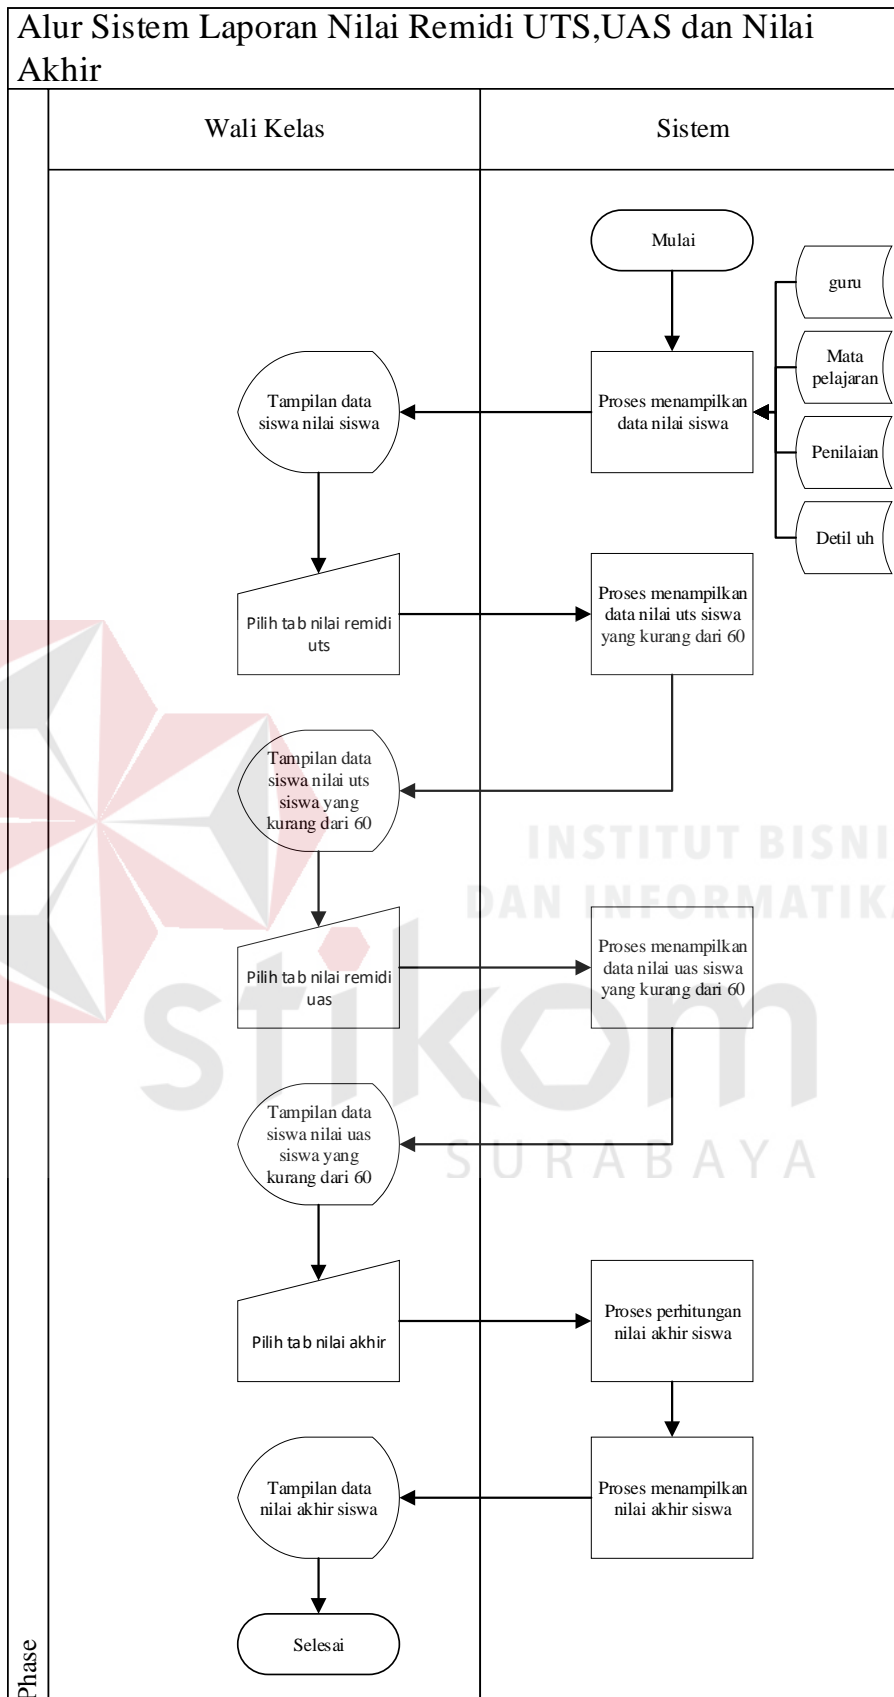 Alur Sistem Laporan Nilai Remidi UTS,UAS dan Nilai
Akhir
Wali Kelas
Sistem
Mulai
guru
Mata
pelajaran
Penilaian
Detil uh
Proses menampilkan
data nilai siswa
Tampilan data
siswa nilai siswa
Pilih tab nilai remidi
uts
Proses menampilkan
data nilai uts siswa
yang kurang dari 60
Tampilan data
siswa nilai uts
siswa yang
kurang dari 60
INSTITUT BISNI
DAN INFORMATIKA
stikom
SURABAYA
Pilih tab nilai remidi
uas
Proses menampilkan
data nilai uas siswa
yang kurang dari 60
Tampilan data
siswa nilai uas
siswa yang
kurang dari 60
Pilih tab nilai akhir
Proses perhitungan
nilai akhir siswa
Proses menampilkan
nilai akhir siswa
Tampilan data
nilai akhir siswa
Selesai
Phase